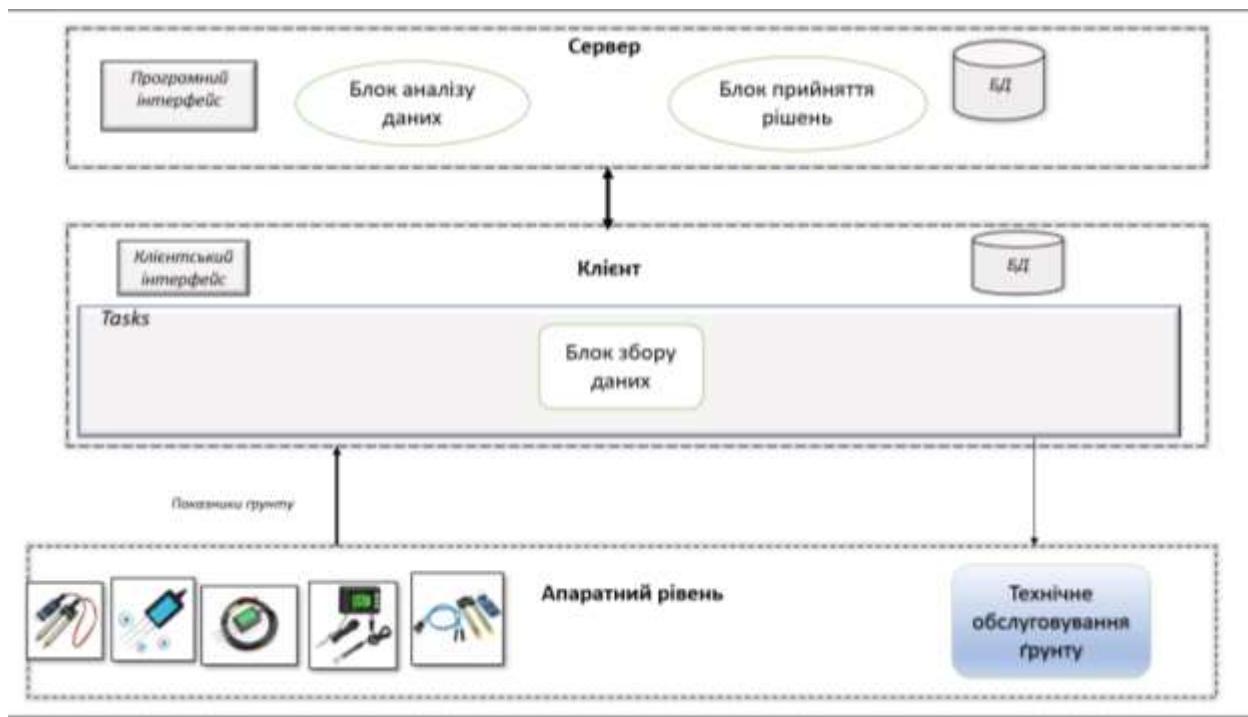 Сервер
Програмний
інтерфейс
Блок аналізу
даних
Блок прийняття
рішень
БД
Клієнтський
інтерфейс
Клієнт
БД
Tasks
Блок збору
даних
Показники ґрунту
Апаратний рівень
Технічне
обслуговування
ґрунту